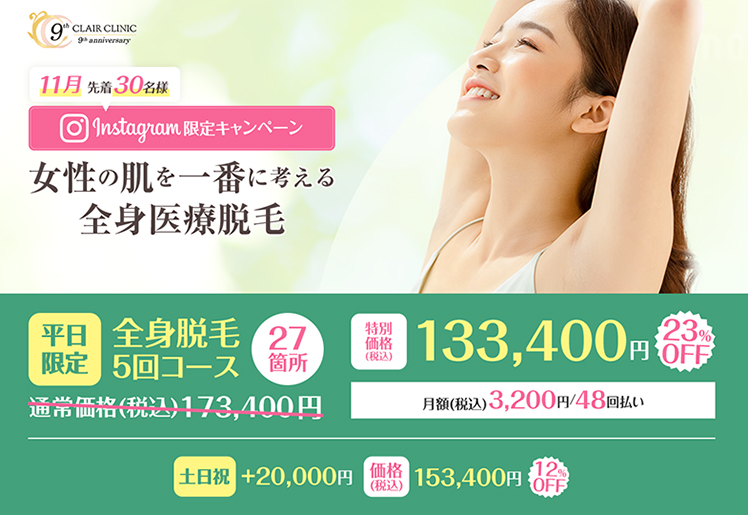 9th CLAIR CLINIC
9th anniversary
11月 先着30名様
Instagram 限定キャンペーン
女性の肌を一番に考える
全身医療脱毛
平日
限定
全身脱毛
5回コース
27
箇所
通常価格(税込)173,400円
特別
価格
(税込)
133,400円
23%
OFF
月額(税込)3,200円/48回払い
土日祝 +20,000円
価格
(税込)
153,400円
12%
OFF